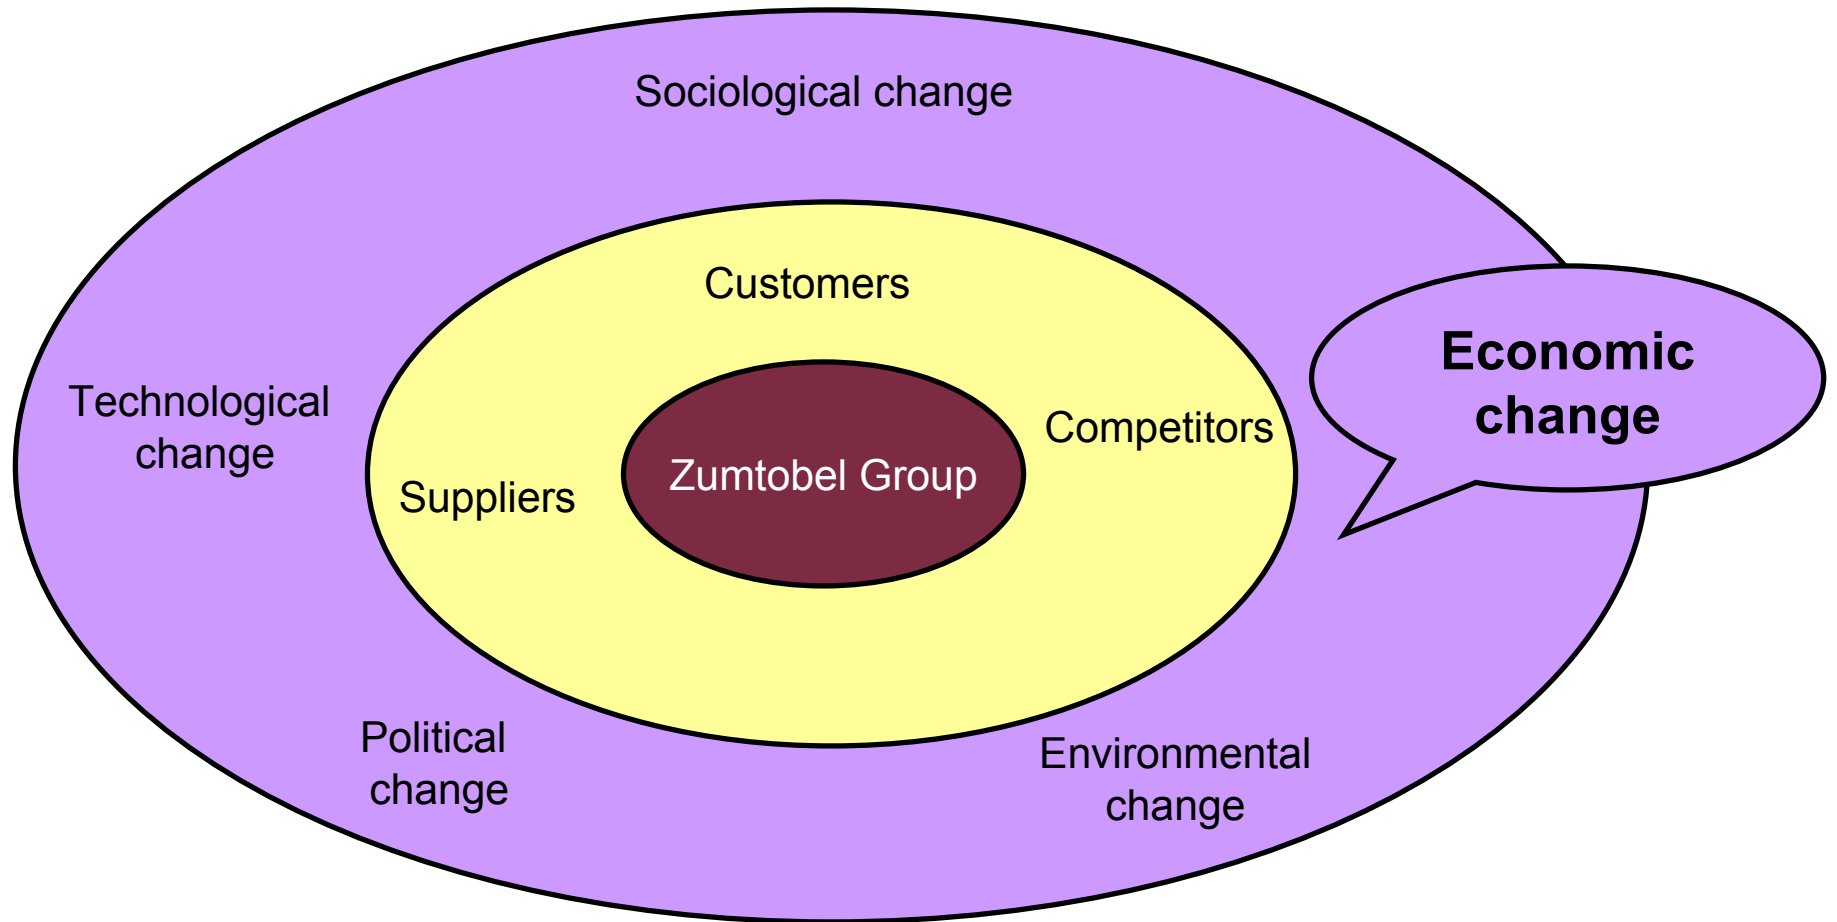 Sociological change
Customers
Economic
change
Technological
change
Competitors
Zumtobel Group
Suppliers
Political
change
Environmental
change